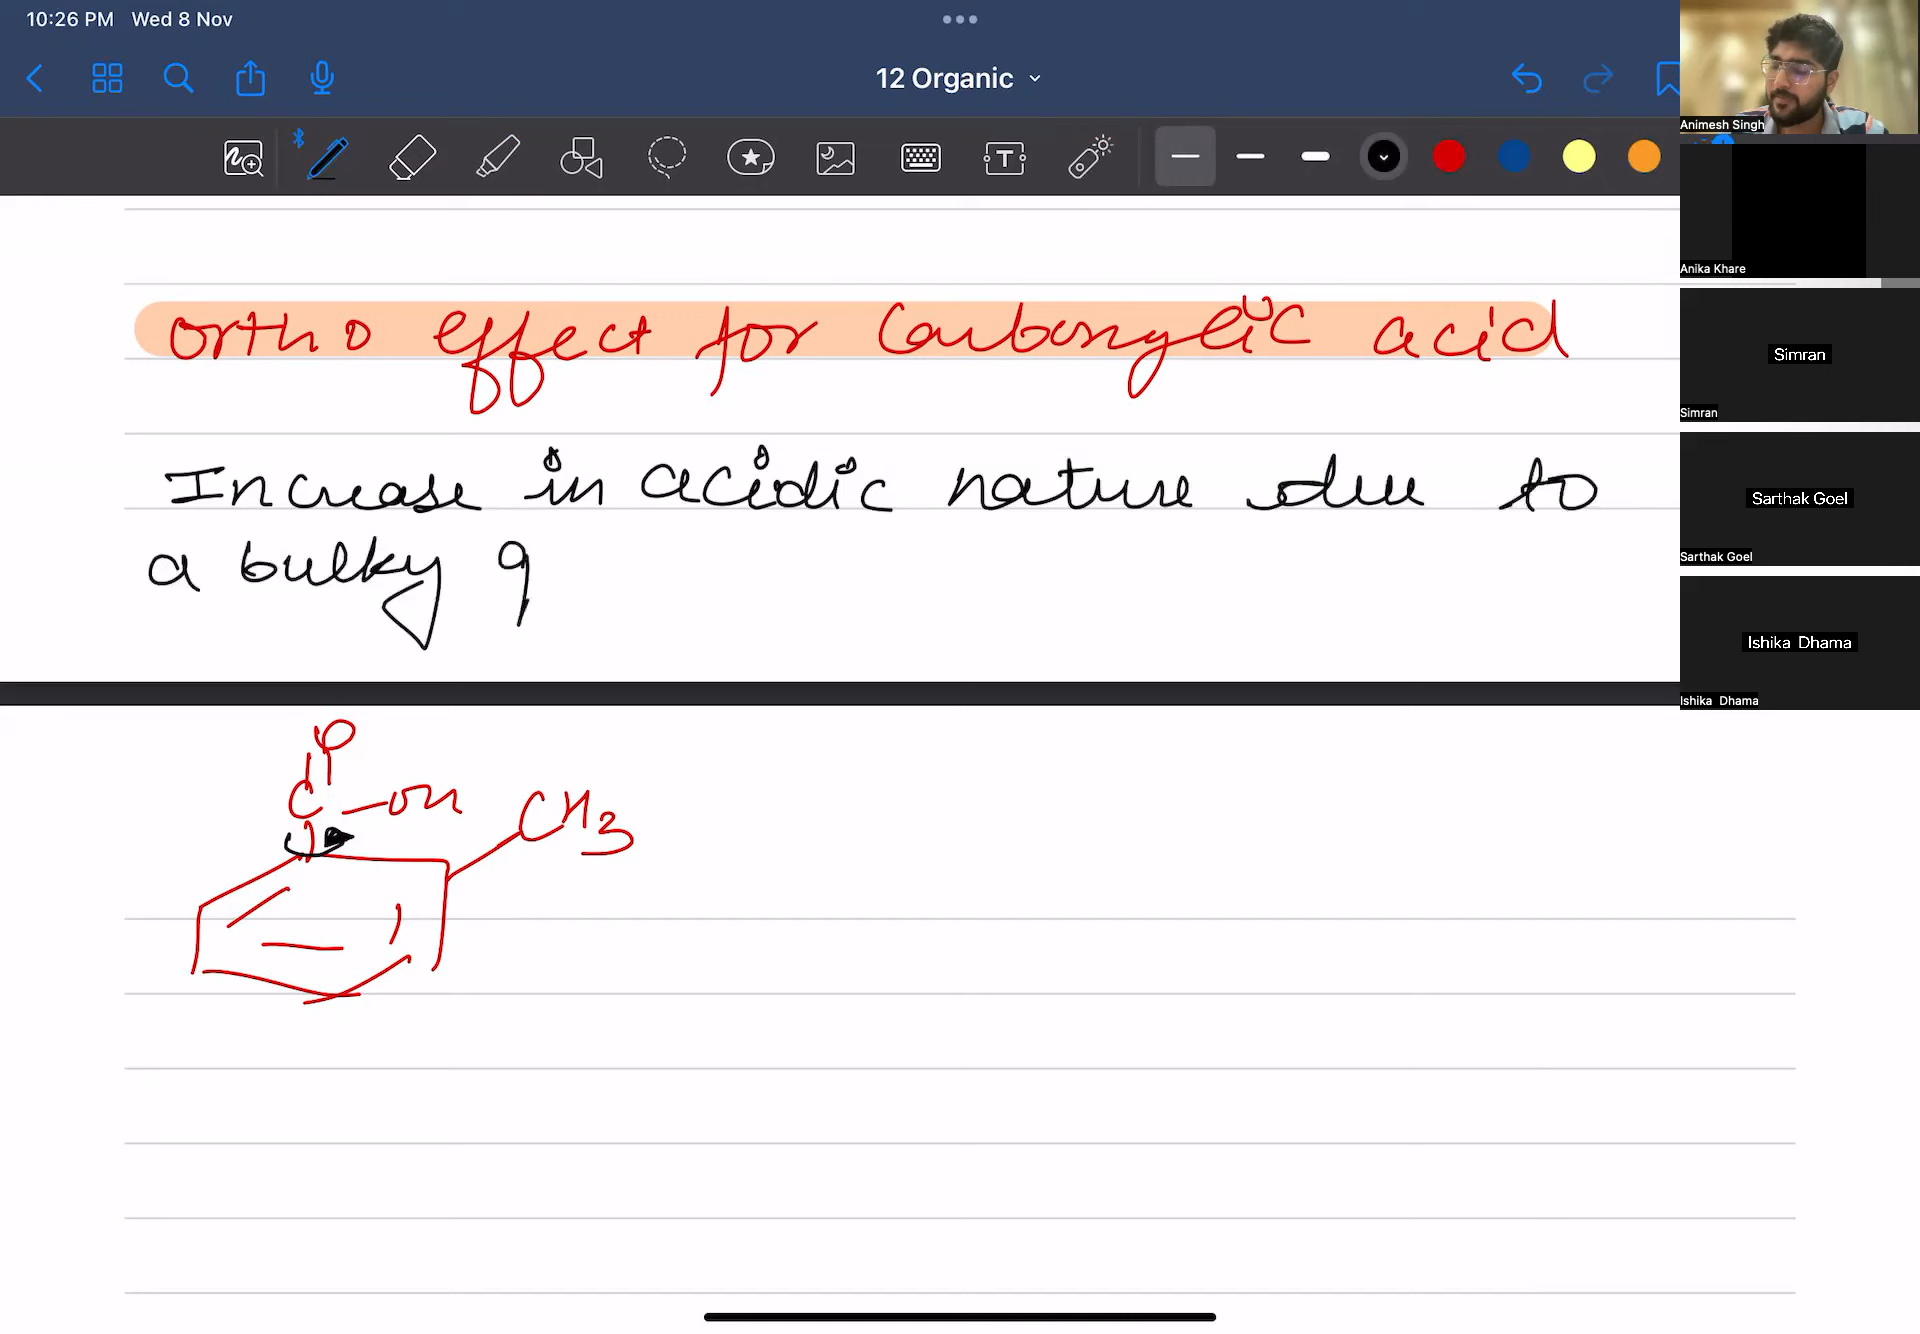 10:26 PM Wed 8 Nov
12 Organic
T
Animesh Singh
Anika Khare
Simran
Simran
Sarthak Goel
Sarthak Goel
Ishika Dhama
Ishika Dhama
Ortho effect for Carboxylic acid
Increase in acidic nature due to
a bulky g
O
C - OH
CH3